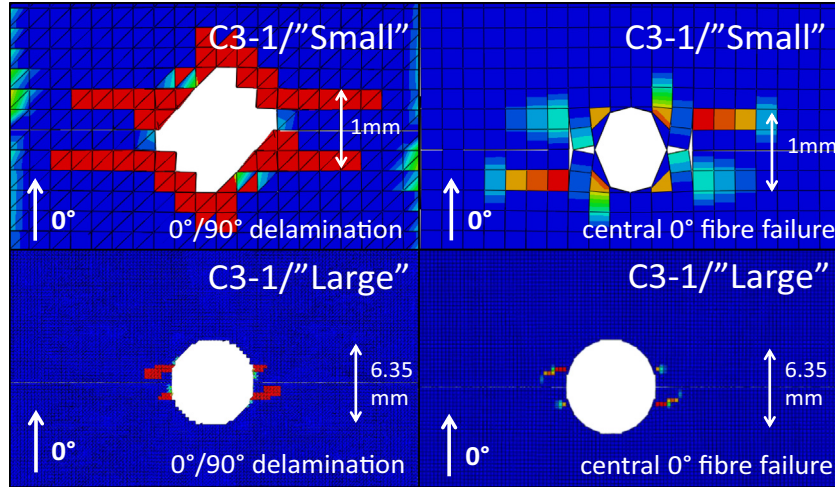 C3-1/”Small”
1mm
0°
0°/90° delamination
C3-1/”Small”
1mm
0°
central 0° fibre failure
C3-1/”Large”
6.35
mm
0°
0°/90° delamination
C3-1/”Large”
6.35
mm
0°
central 0° fibre failure